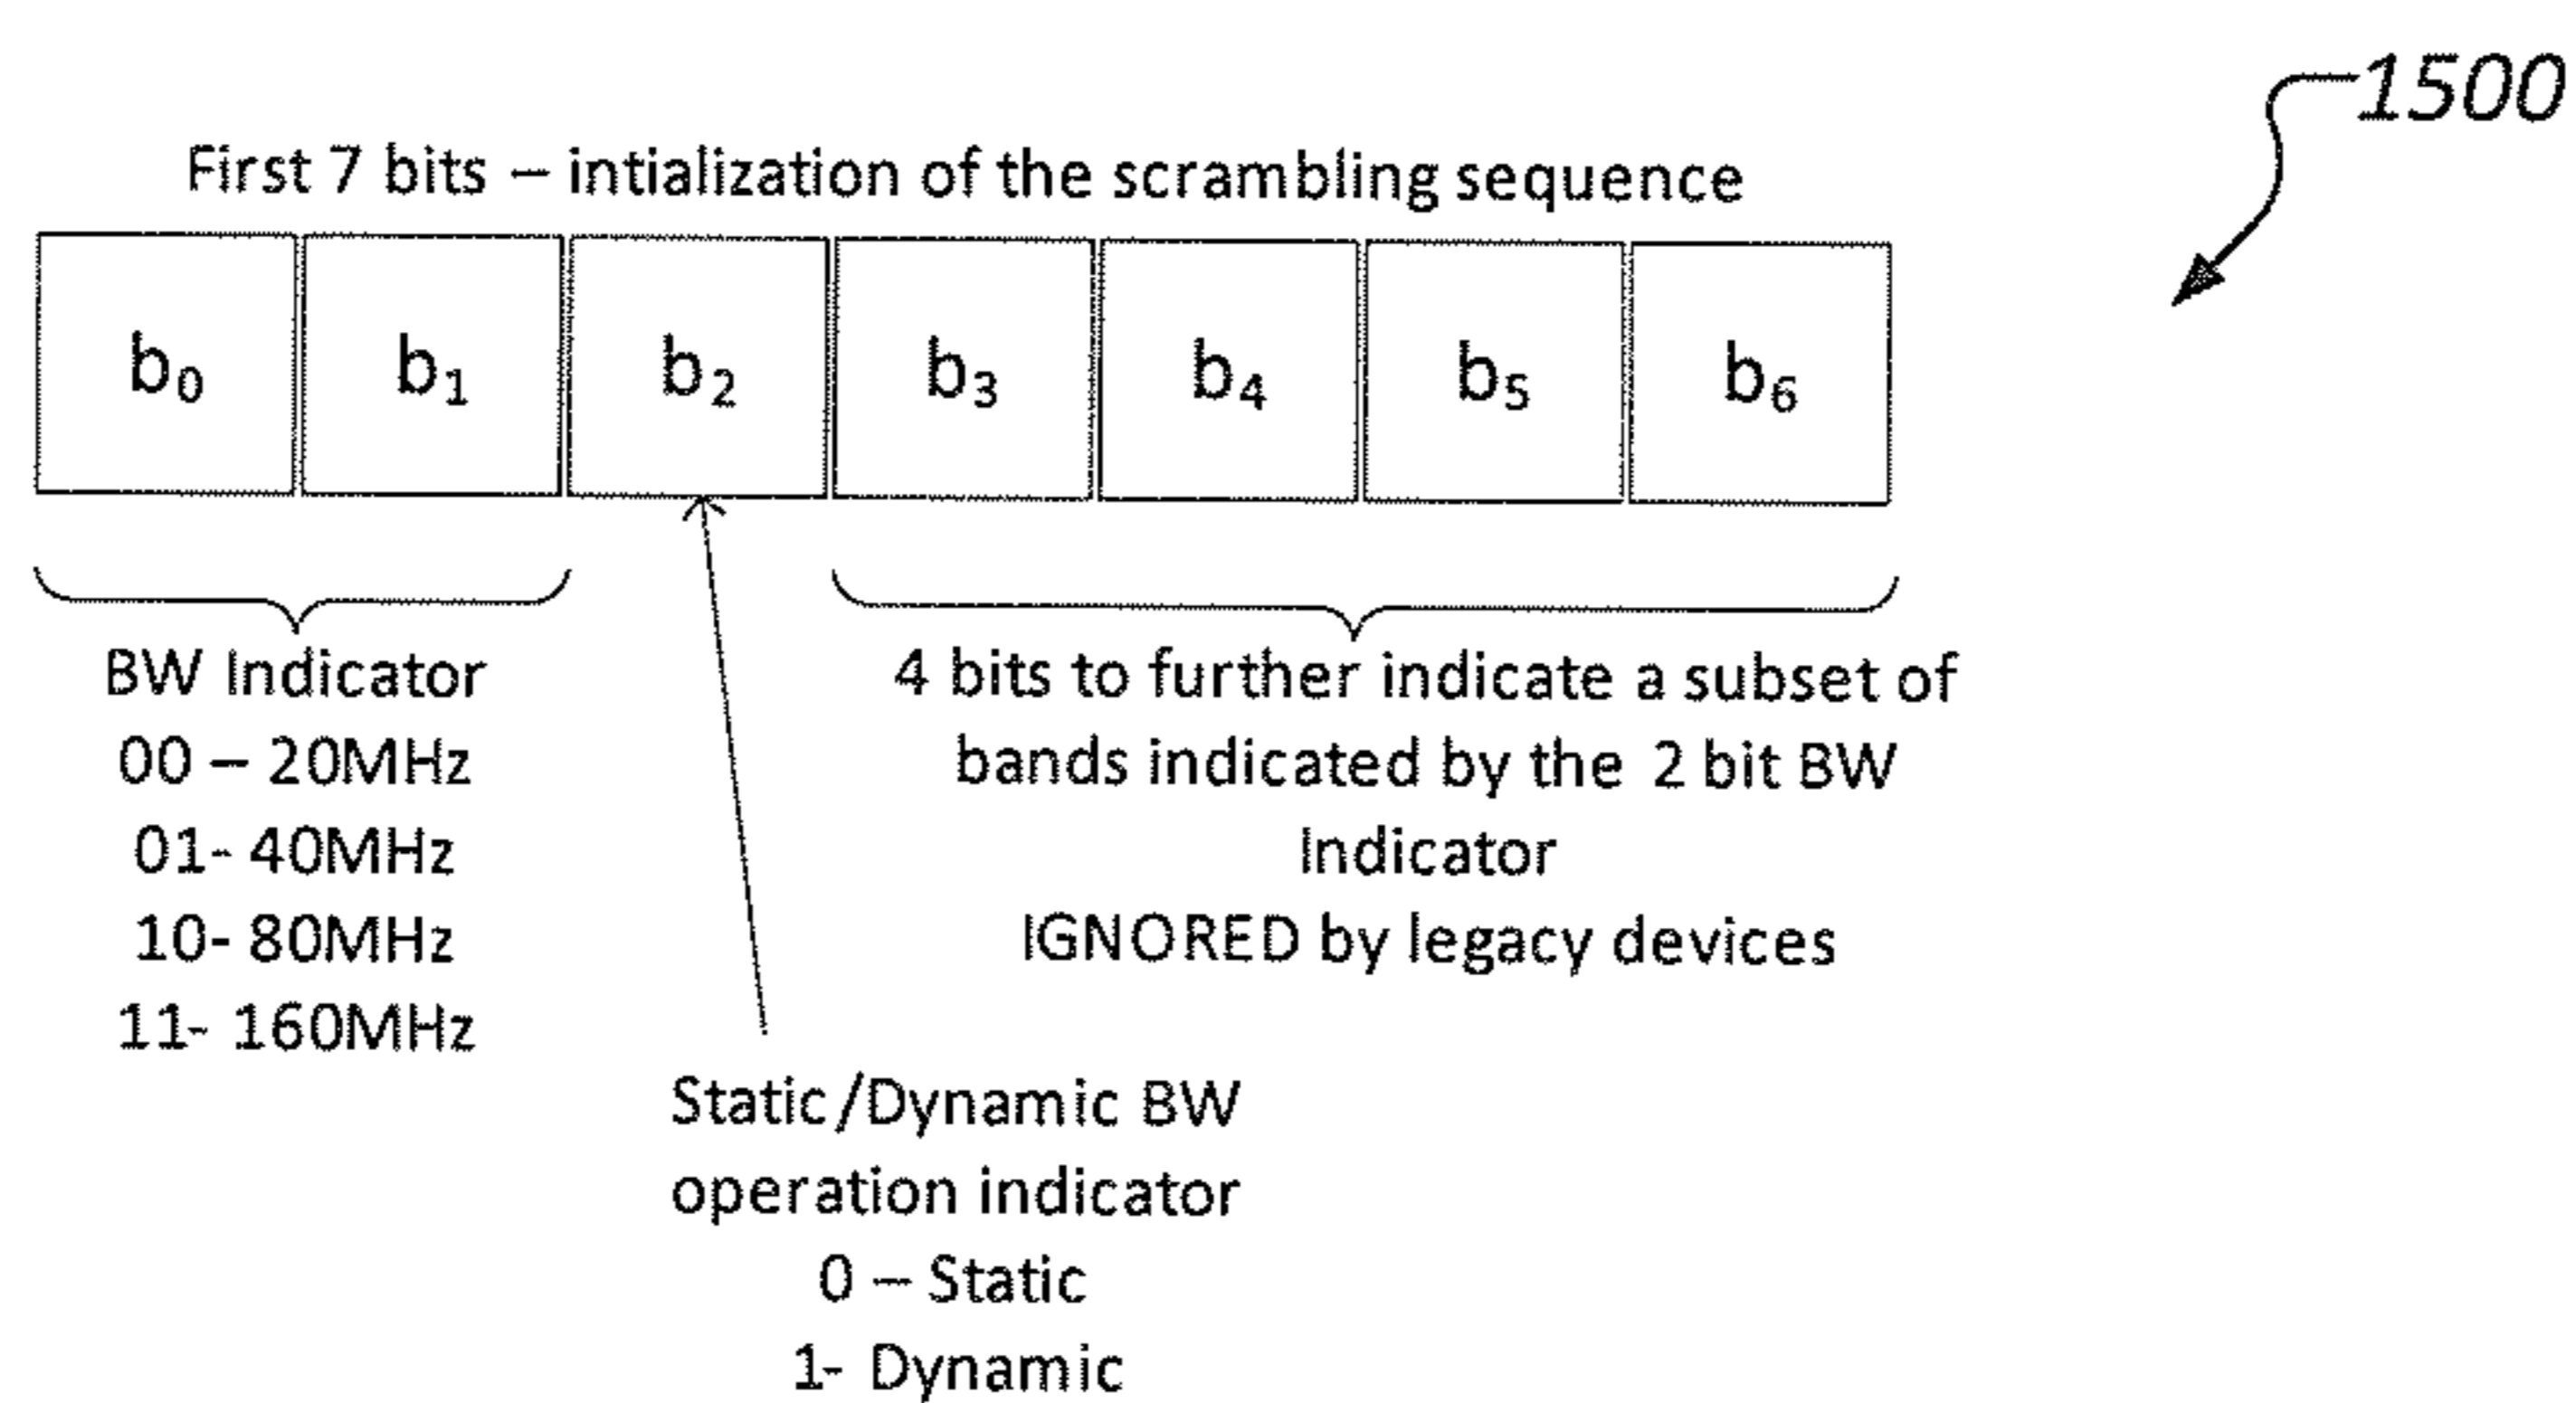 1500
First 7 bits – intialization of the scrambling sequence
b0 b1 b2 b3 b4 b5 b6
BW Indicator
00 – 20MHz
01- 40MHz
10- 80MHz
11- 160MHz
4 bits to further indicate a subset of
bands indicated by the 2 bit BW
Indicator
IGNORED by legacy devices
Static/Dynamic BW
operation indicator
0 – Static
1- Dynamic